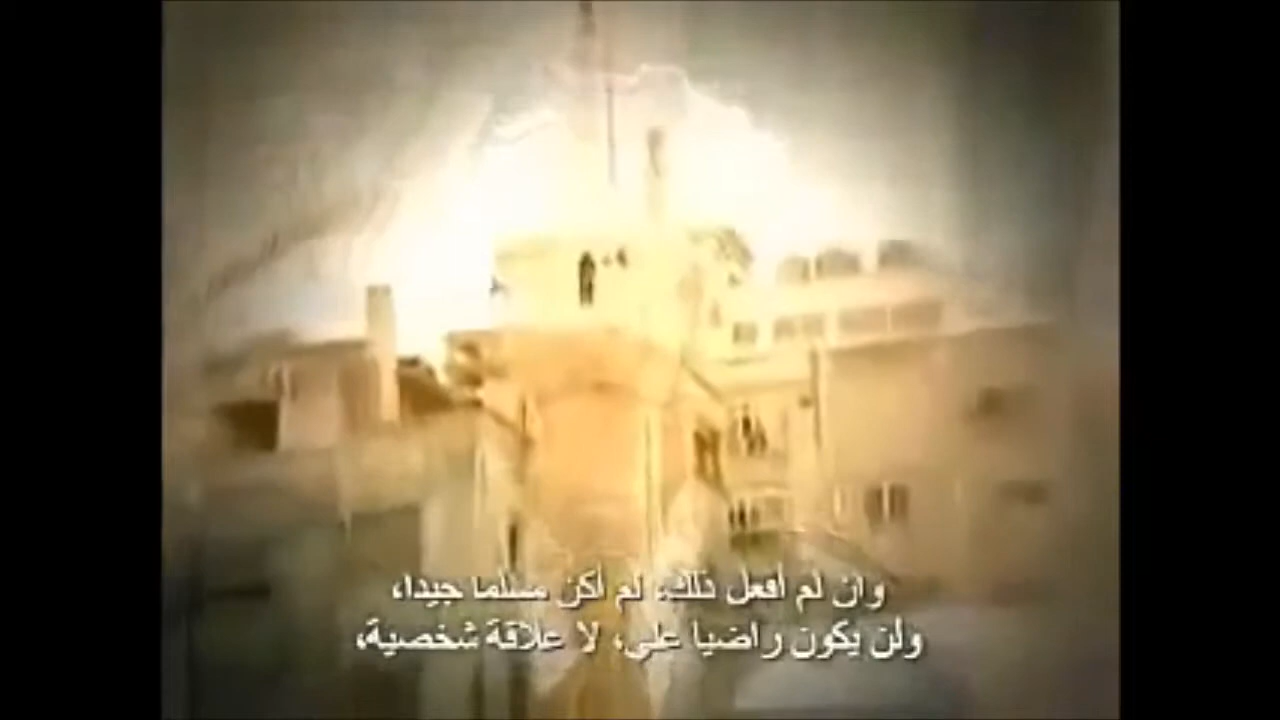 وان لم أفعل ذلك، لم أكن مسلما جيدا،
ولن يكون راضيا علي، لا علاقة شخصية،